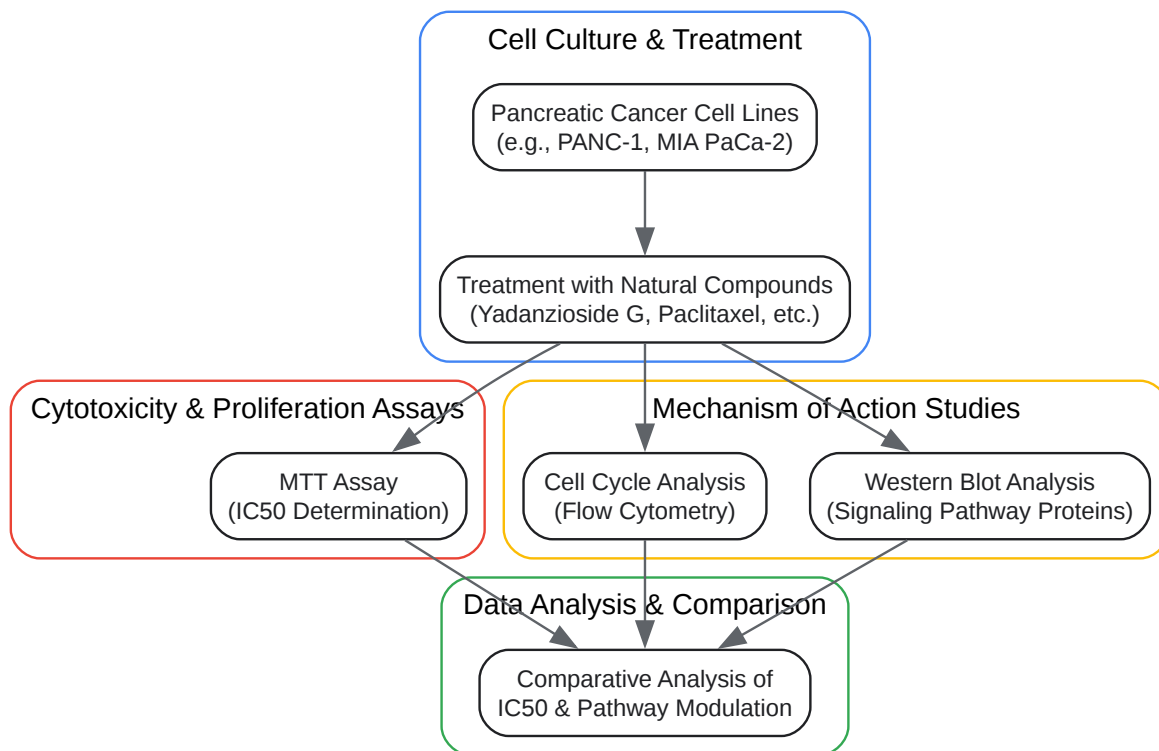 Cell Culture & Treatment
Pancreatic Cancer Cell Lines
(e.g., PANC-1, MIA PaCa-2)
Treatment with Natural Compounds
(Yadanzioside G, Paclitaxel, etc.)
Cytotoxicity & Proliferation Assays
MTT Assay
(IC50 Determination)
Mechanism of Action Studies
Cell Cycle Analysis
(Flow Cytometry)
Western Blot Analysis
(Signaling Pathway Proteins)
Data Analysis & Comparison
Comparative Analysis of
IC50 & Pathway Modulation